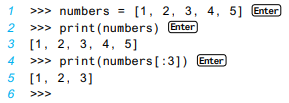 1 >>> numbers = [1, 2, 3, 4, 5] Enter
2 >>> print(numbers) Enter
3 [1, 2, 3, 4, 5]
4 >>> print(numbers[:3]) Enter
5 [1, 2, 3]
6 >>>